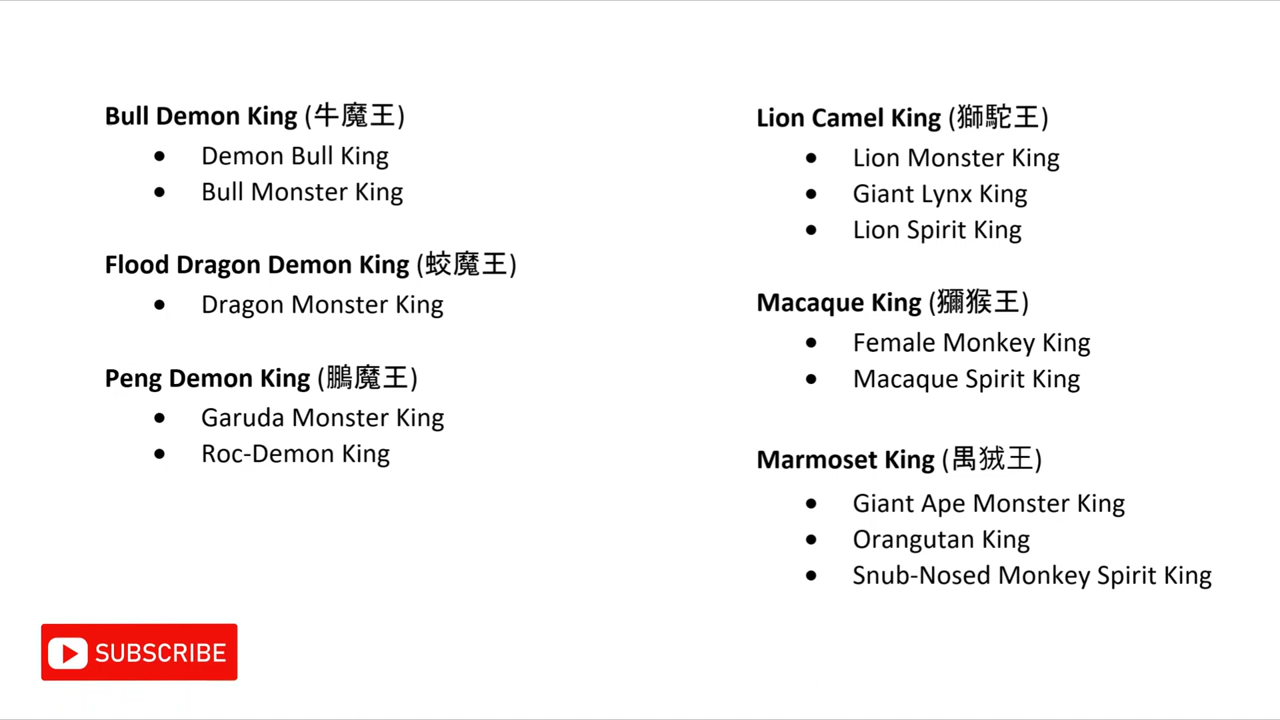 Bull Demon King (牛魔王)
• Demon Bull King
• Bull Monster King
Flood Dragon Demon King (蛟魔王)
• Dragon Monster King
Peng Demon King (鵬魔王)
• Garuda Monster King
• Roc-Demon King
Lion Camel King (獅駝王)
• Lion Monster King
• Giant Lynx King
• Lion Spirit King
Macaque King (獼猴王)
• Female Monkey King
• Macaque Spirit King
Marmoset King (禺狨王)
• Giant Ape Monster King
• Orangutan King
• Snub-Nosed Monkey Spirit King
SUBSCRIBE